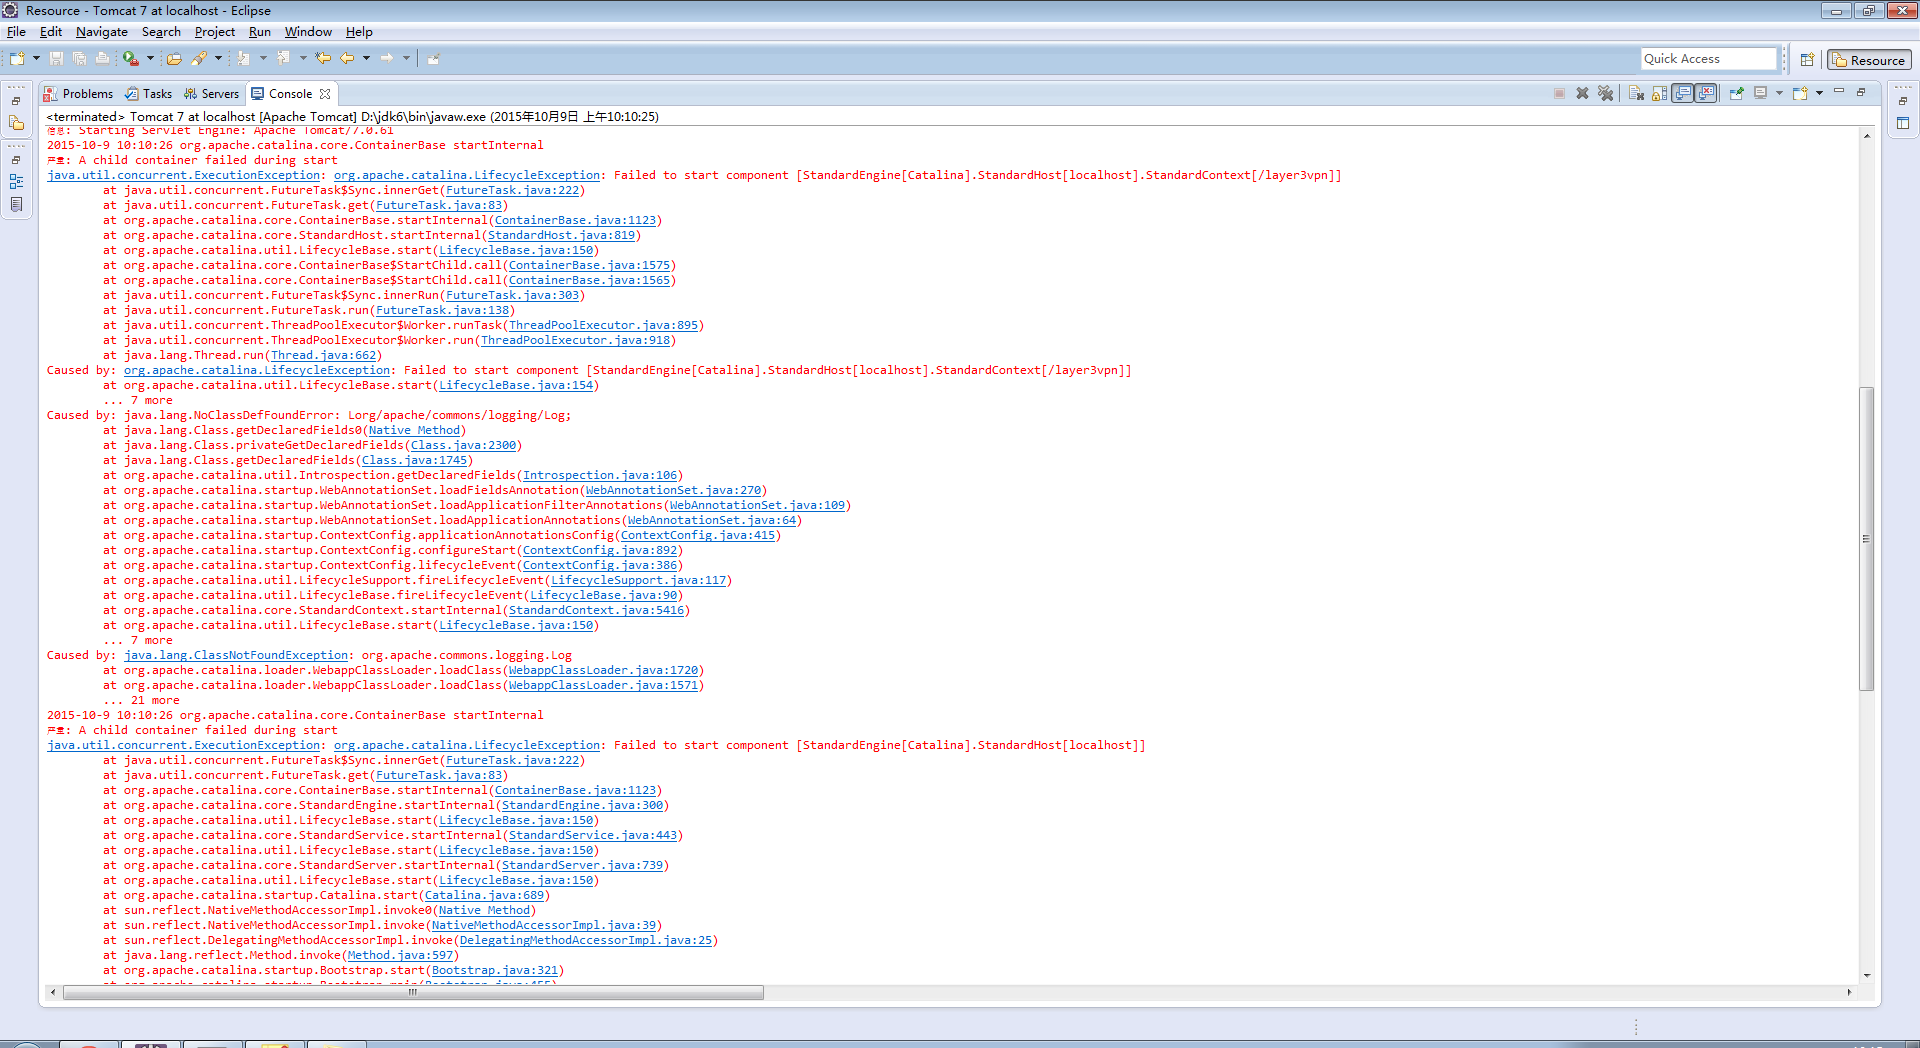 Resource - Tomcat 7 at localhost - Eclipse
File Edit Navigate Search Project Run Window Help
Quick Access
Resource
Problems Tasks Servers Console
<terminated> Tomcat 7 at localhost [Apache Tomcat] D:\jdk6\bin\javaw.exe (2015年10月9日 上午10:10:25)
信息: Starting Servlet Engine: Apache Tomcat/7.0.61
2015-10-9 10:10:26 org.apache.catalina.core.ContainerBase startInternal
严重: A child container failed during start
java.util.concurrent.ExecutionException: org.apache.catalina.LifecycleException: Failed to start component [StandardEngine[Catalina].StandardHost[localhost].StandardContext[/layer3vpn]]
at java.util.concurrent.FutureTask$Sync.innerGet(FutureTask.java:222)
at java.util.concurrent.FutureTask.get(FutureTask.java:83)
at org.apache.catalina.core.ContainerBase.startInternal(ContainerBase.java:1123)
at org.apache.catalina.core.StandardHost.startInternal(StandardHost.java:819)
at org.apache.catalina.util.LifecycleBase.start(LifecycleBase.java:150)
at org.apache.catalina.core.ContainerBase$StartChild.call(ContainerBase.java:1575)
at org.apache.catalina.core.ContainerBase$StartChild.call(ContainerBase.java:1565)
at java.util.concurrent.FutureTask$Sync.innerRun(FutureTask.java:303)
at java.util.concurrent.FutureTask.run(FutureTask.java:138)
at java.util.concurrent.ThreadPoolExecutor$Worker.runTask(ThreadPoolExecutor.java:895)
at java.util.concurrent.ThreadPoolExecutor$Worker.run(ThreadPoolExecutor.java:918)
at java.lang.Thread.run(Thread.java:662)
Caused by: org.apache.catalina.LifecycleException: Failed to start component [StandardEngine[Catalina].StandardHost[localhost].StandardContext[/layer3vpn]]
at org.apache.catalina.util.LifecycleBase.start(LifecycleBase.java:154)
... 7 more
Caused by: java.lang.NoClassDefFoundError: Lorg/apache/commons/logging/Log;
at java.lang.Class.getDeclaredFields0(Native Method)
at java.lang.Class.privateGetDeclaredFields(Class.java:2300)
at java.lang.Class.getDeclaredFields(Class.java:1745)
at org.apache.catalina.util.Introspection.getDeclaredFields(Introspection.java:106)
at org.apache.catalina.startup.WebAnnotationSet.loadFieldsAnnotation(WebAnnotationSet.java:270)
at org.apache.catalina.startup.WebAnnotationSet.loadApplicationFilterAnnotations(WebAnnotationSet.java:109)
at org.apache.catalina.startup.WebAnnotationSet.loadApplicationAnnotations(WebAnnotationSet.java:64)
at org.apache.catalina.startup.ContextConfig.applicationAnnotationsConfig(ContextConfig.java:415)
at org.apache.catalina.startup.ContextConfig.configureStart(ContextConfig.java:892)
at org.apache.catalina.startup.ContextConfig.lifecycleEvent(ContextConfig.java:386)
at org.apache.catalina.util.LifecycleSupport.fireLifecycleEvent(LifecycleSupport.java:117)
at org.apache.catalina.util.LifecycleBase.fireLifecycleEvent(LifecycleBase.java:90)
at org.apache.catalina.core.StandardContext.startInternal(StandardContext.java:5416)
at org.apache.catalina.util.LifecycleBase.start(LifecycleBase.java:150)
... 7 more
Caused by: java.lang.ClassNotFoundException: org.apache.commons.logging.Log
at org.apache.catalina.loader.WebappClassLoader.loadClass(WebappClassLoader.java:1720)
at org.apache.catalina.loader.WebappClassLoader.loadClass(WebappClassLoader.java:1571)
... 21 more
2015-10-9 10:10:26 org.apache.catalina.core.ContainerBase startInternal
严重: A child container failed during start
java.util.concurrent.ExecutionException: org.apache.catalina.LifecycleException: Failed to start component [StandardEngine[Catalina].StandardHost[localhost]]
at java.util.concurrent.FutureTask$Sync.innerGet(FutureTask.java:222)
at java.util.concurrent.FutureTask.get(FutureTask.java:83)
at org.apache.catalina.core.ContainerBase.startInternal(ContainerBase.java:1123)
at org.apache.catalina.core.StandardEngine.startInternal(StandardEngine.java:300)
at org.apache.catalina.util.LifecycleBase.start(LifecycleBase.java:150)
at org.apache.catalina.core.StandardService.startInternal(StandardService.java:443)
at org.apache.catalina.util.LifecycleBase.start(LifecycleBase.java:150)
at org.apache.catalina.core.StandardServer.startInternal(StandardServer.java:739)
at org.apache.catalina.util.LifecycleBase.start(LifecycleBase.java:150)
at org.apache.catalina.startup.Catalina.start(Catalina.java:689)
at sun.reflect.NativeMethodAccessorImpl.invoke0(Native Method)
at sun.reflect.NativeMethodAccessorImpl.invoke(NativeMethodAccessorImpl.java:39)
at sun.reflect.DelegatingMethodAccessorImpl.invoke(DelegatingMethodAccessorImpl.java:25)
at java.lang.reflect.Method.invoke(Method.java:597)
at org.apache.catalina.startup.Bootstrap.start(Bootstrap.java:321)
at org.apache.catalina.startup.Bootstrap.main(Bootstrap.java:455)